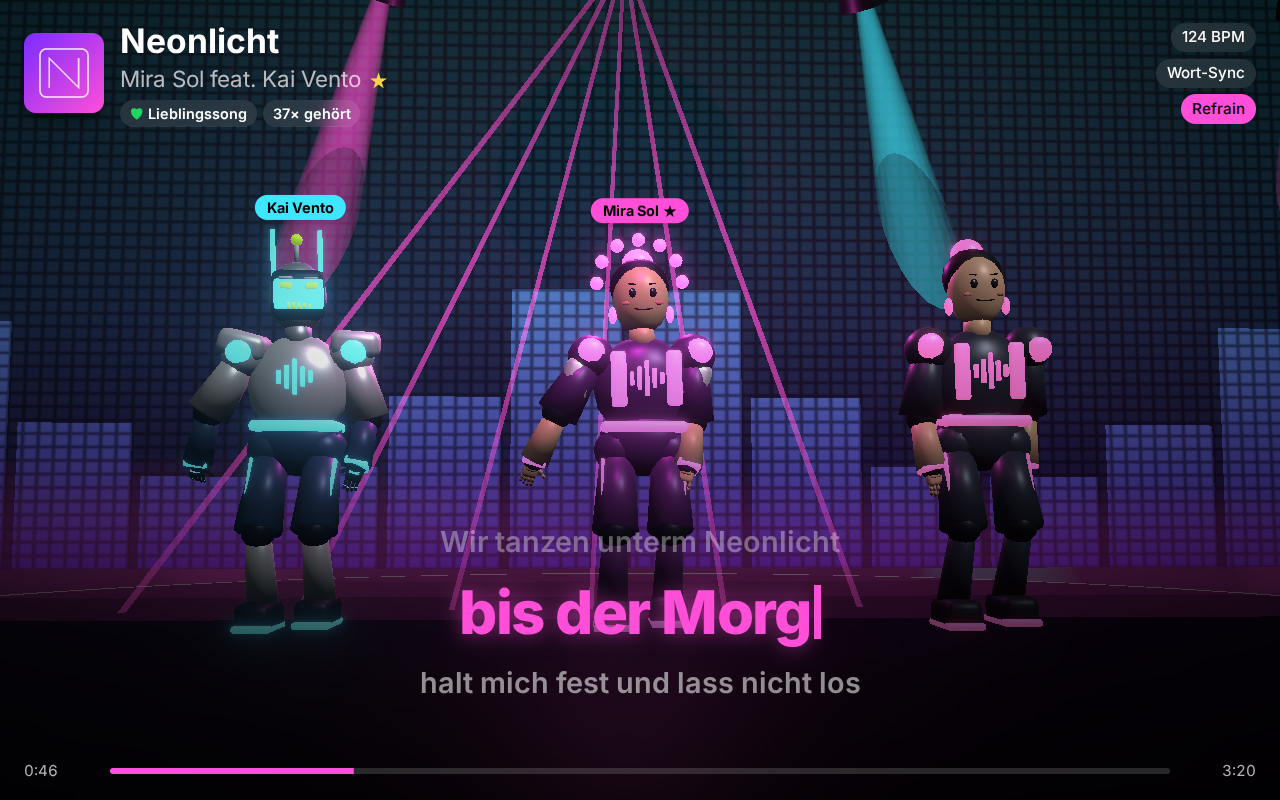 N
Neonlicht
Mira Sol feat. Kai Vento ★
Lieblingssong
37× gehört
124 BPM
Wort-Sync
Refrain
Kai Vento
Mira Sol ★
Wir tanzen unterm Neonlicht
bis der Morg
halt mich fest und lass nicht los
0:46
3:20